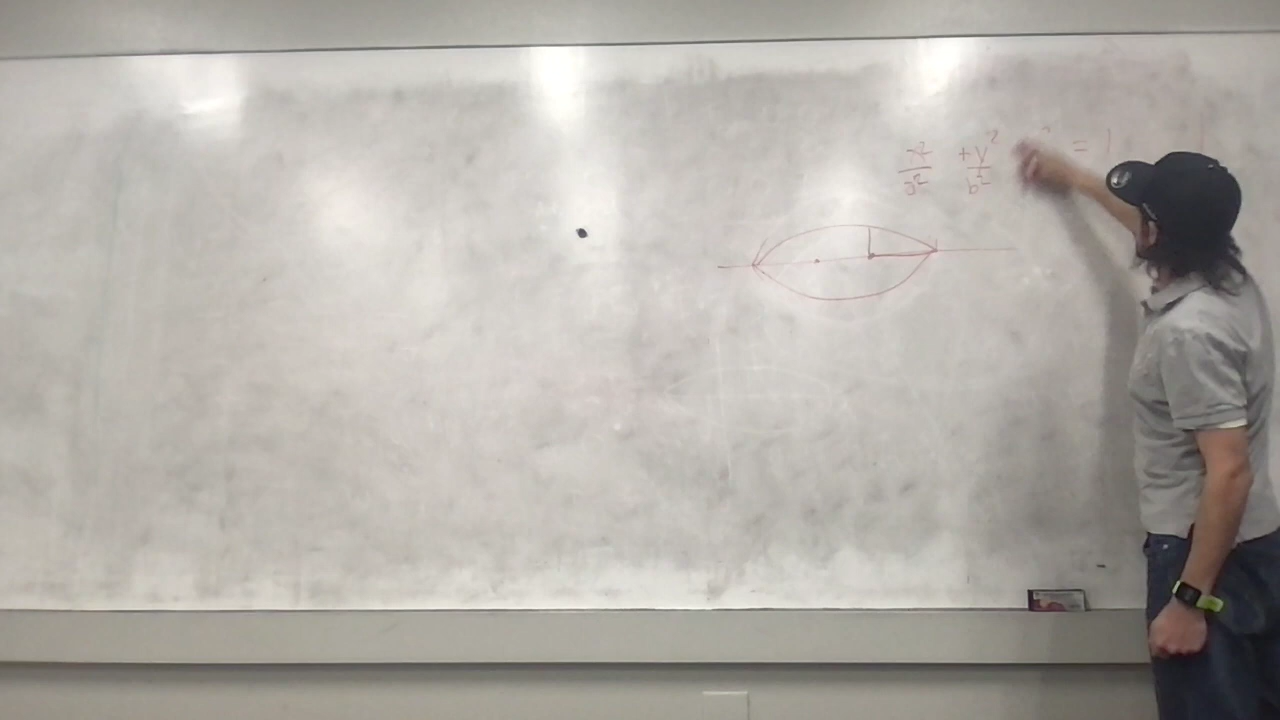 x² + y² = 1
a² b²